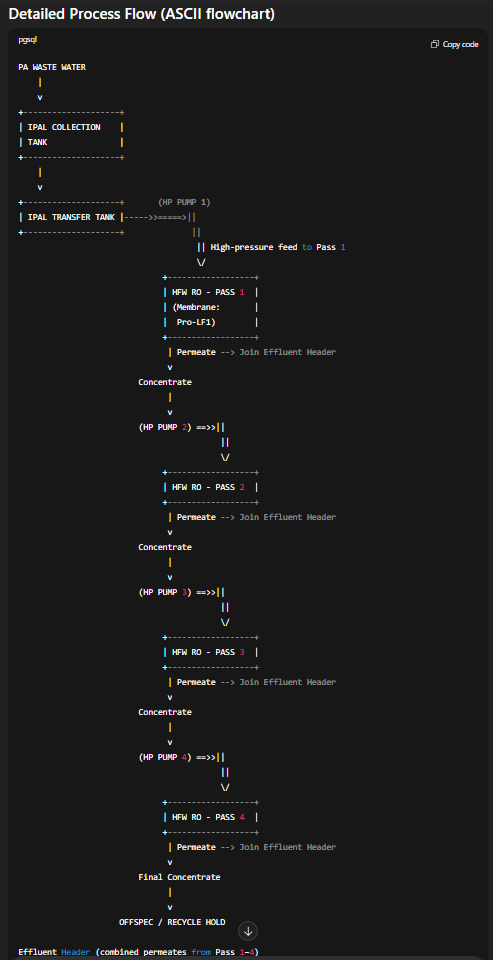 Detailed Process Flow (ASCII flowchart)
pgsql
Copy code
PA WASTE WATER
|
v
+--------------------+
| IPAL COLLECTION    |
| TANK               |
+--------------------+
|
v
+--------------------+       (HP PUMP 1)
| IPAL TRANSFER TANK |----->>=====>||
+--------------------+             ||
|| High-pressure feed to Pass 1
\/
+------------------+
| HFW RO - PASS 1  |
| (Membrane:       |
|  Pro-LF1)        |
+------------------+
| Permeate --> Join Effluent Header
v
Concentrate
|
v
(HP PUMP 2) ==>>||
||
\/
+------------------+
| HFW RO - PASS 2  |
+------------------+
| Permeate --> Join Effluent Header
v
Concentrate
|
v
(HP PUMP 3) ==>>||
||
\/
+------------------+
| HFW RO - PASS 3  |
+------------------+
| Permeate --> Join Effluent Header
v
Concentrate
|
v
(HP PUMP 4) ==>>||
||
\/
+------------------+
| HFW RO - PASS 4  |
+------------------+
| Permeate --> Join Effluent Header
v
Final Concentrate
|
v
OFFSPEC / RECYCLE HOLD
Effluent Header (combined permeates from Pass 1-4)